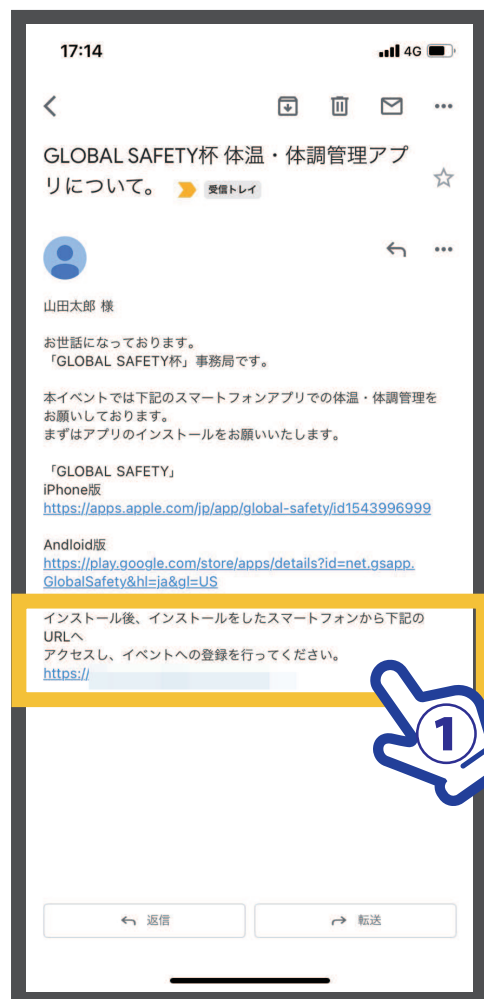 17:14
4G
GLOBAL SAFETY杯 体温・体調管理アプ
リについて。 受信トレイ
山田太郎 様
お世話になっております。
「GLOBAL SAFETY杯」事務局です。
本イベントでは下記のスマートフォンアプリでの体温・体調管理を
お願いしております。
まずはアプリのインストールをお願いいたします。
「GLOBAL SAFETY」
iPhone版
https://apps.apple.com/jp/app/global-safety/id1543996999
Andloid版
https://play.google.com/store/apps/details?id=net.gsapp.
GlobalSafety&hl=ja&gl=US
インストール後、インストールをしたスマートフォンから下記の
URLへ
アクセスし、イベントへの登録を行ってください。
https://
1
返信
転送